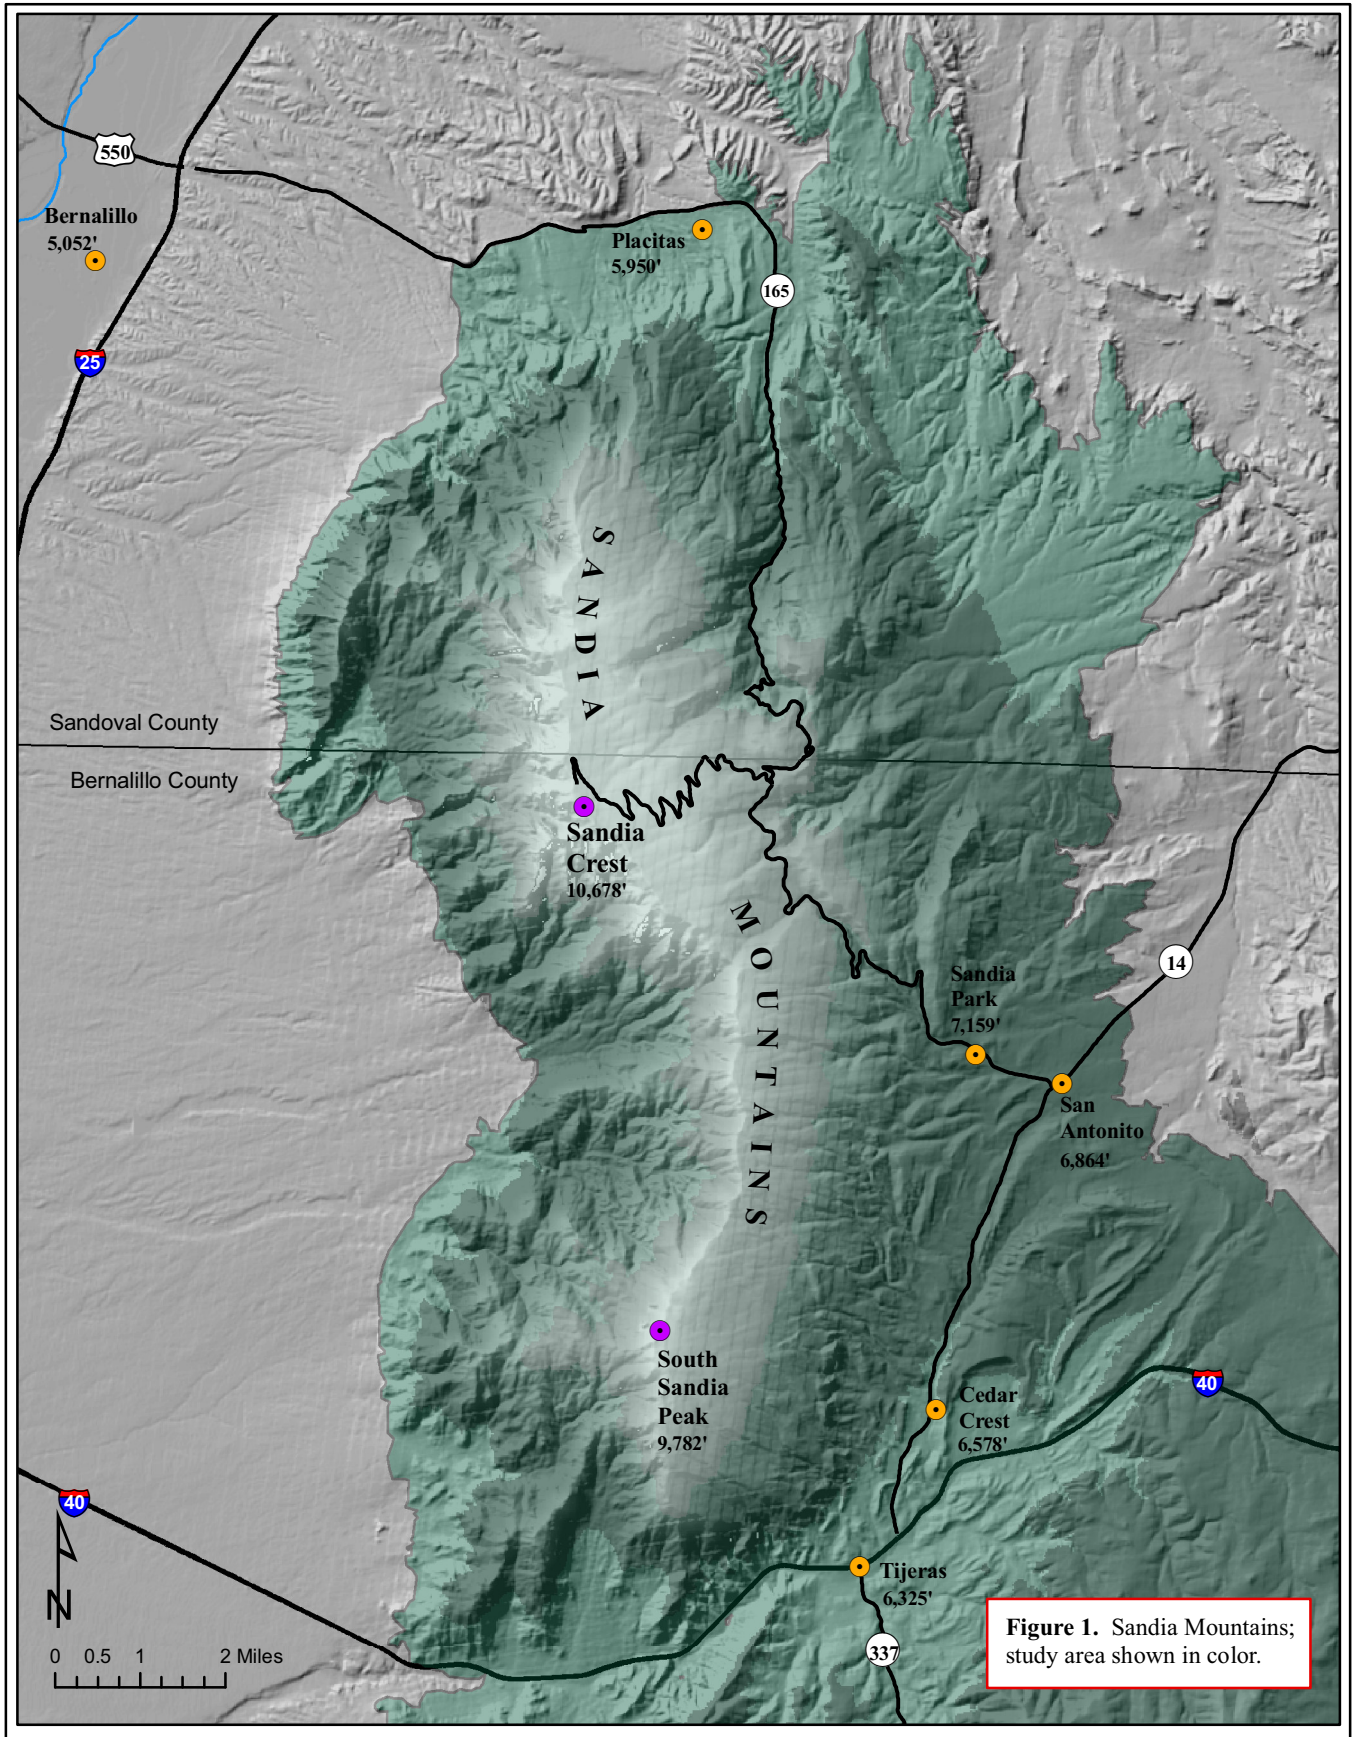 550
Bernalillo
5,052'
Placitas
5,950'
165
25
SANDIA
Sandoval County
Bernalillo County
Sandia
Crest
10,678'
MOUNTAINS
14
Sandia
Park
7,159'
San
Antonito
6,864'
South
Sandia
Peak
9,782'
40
Cedar
Crest
6,578'
40
N
Tijeras
6,325'
337
0 0.5 1 2 Miles
Figure 1. Sandia Mountains;
study area shown in color.